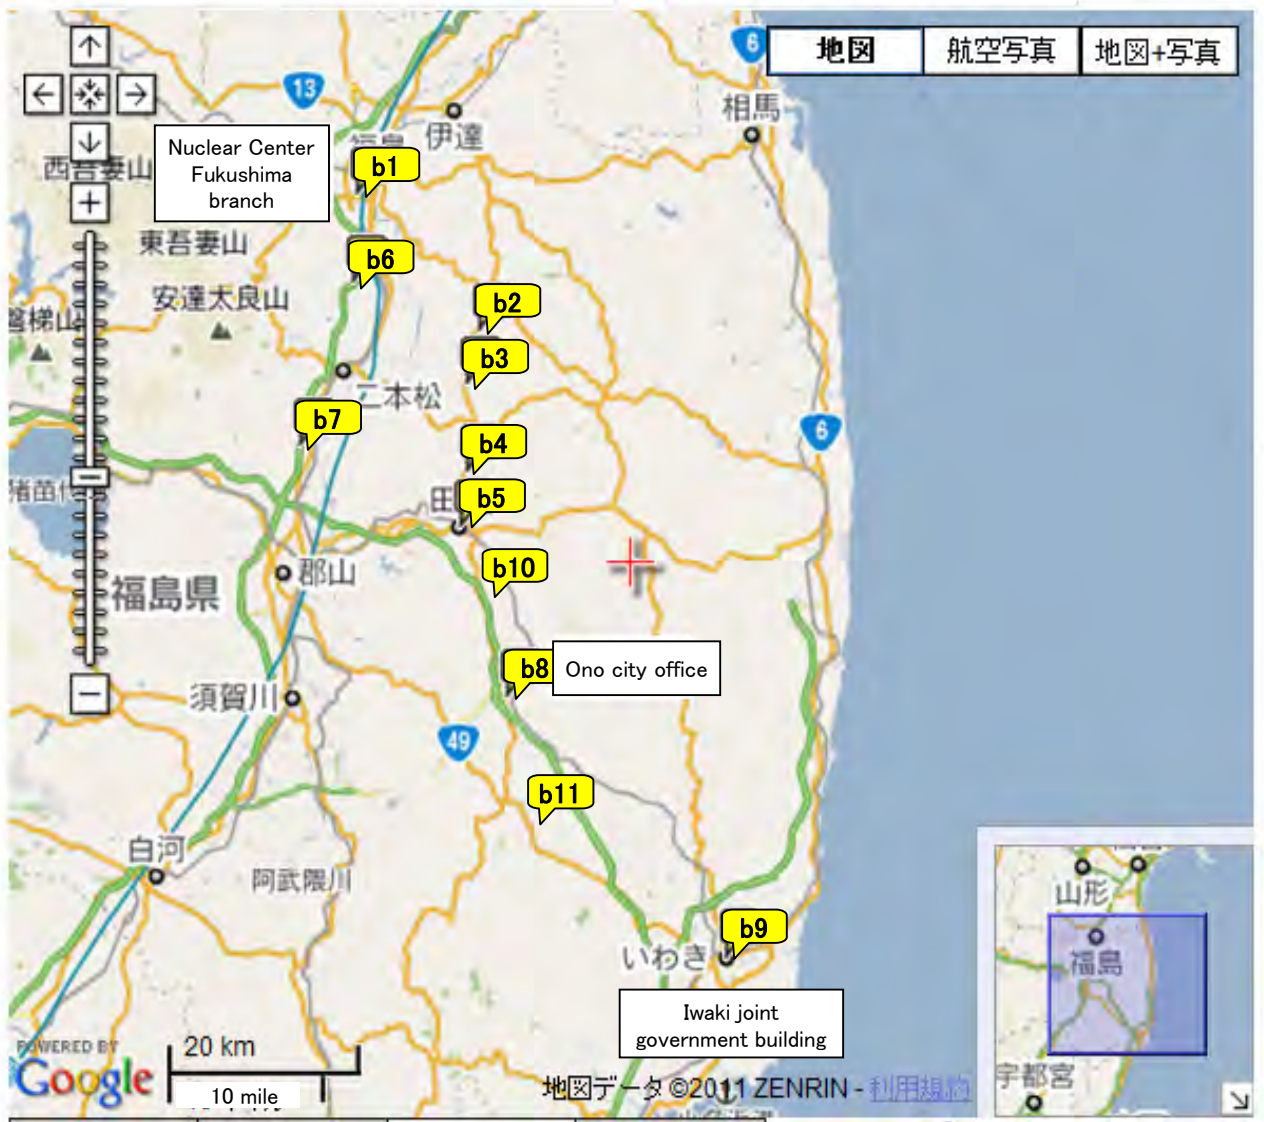 6
地図
航空写真
地図+写真
13
相馬
伊達
西吾妻山
Nuclear Center
Fukushima
branch
b1
東吾妻山
b6
安達太良山
b2
b3
二本松
b7
b4
6
b5
田
b10
郡山
福島県
b8
Ono city office
須賀川
49
b11
白河
阿武隈川
b9
いわき
Iwaki joint
government building
山形
福島
宇都宮
POWERED BY
Google
20 km
10 mile
地図データ ©2011 ZENRIN - 利用規約